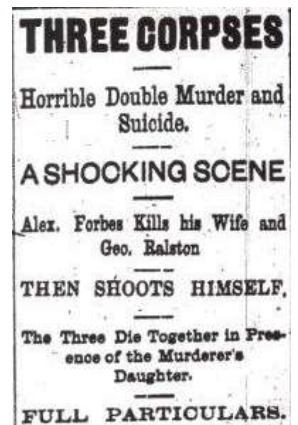 THREE CORPSES
Horrible Double Murder and
Suicide.
A SHOCKING SCENE
Alex. Forbes Kills his Wife and
Geo. Ralston
THEN SHOOTS HIMSELF.
The Three Die Together in Pres-
ence of the Murderer's
Daughter.
FULL PARTICULARS.